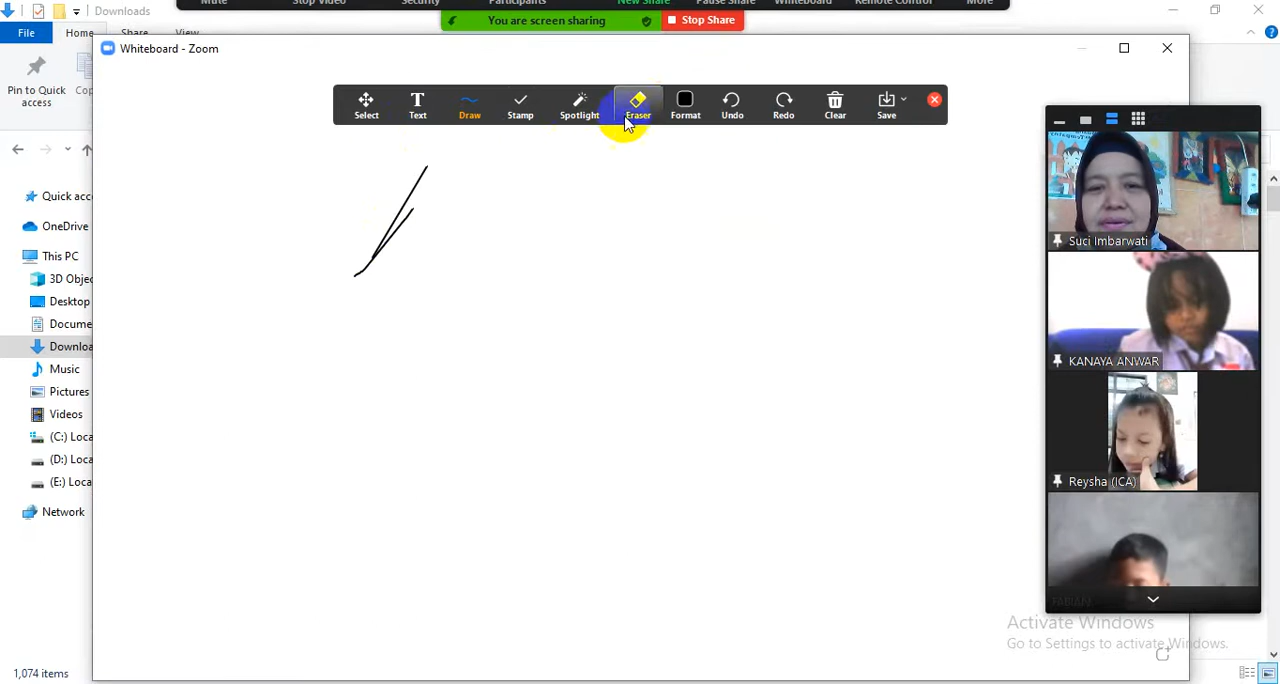 Mute Stop Video Security Participants New Share Pause Share Whiteboard Remote Control More
Downloads
You are screen sharing Stop Share
File Home Share View
Whiteboard - Zoom
Pin to Quick access
Select Text Draw Stamp Spotlight Eraser Format Undo Redo Clear Save
Quick acc
OneDrive
This PC
3D Objec
Desktop
Docume
Downloa
Music
Pictures
Videos
(C:) Loca
(D:) Loca
(E:) Loca
Network
Suci Imbarwati
KANAYA ANWAR
Reysha (ICA)
Activate Windows
Go to Settings to activate Windows.
1,074 items